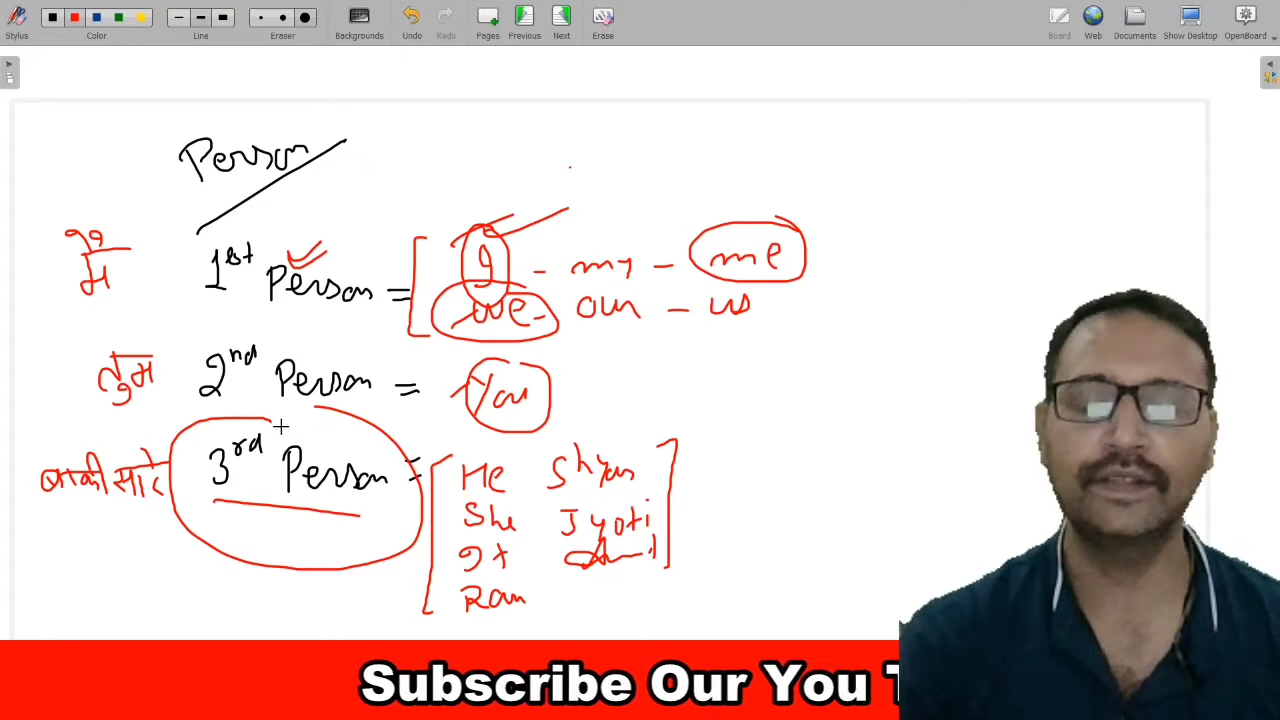 Stylus Color Line Eraser Backgrounds Undo Redo Pages Previous Next Erase Board Web Documents Show Desktop OpenBoard
Person
मैं 1st Person = I - my - me
we - our - us
तुम 2nd Person = You
बाकी सारे 3rd Person = He Shyam
She Jyoti
It Anil
Ram
Subscribe Our You T